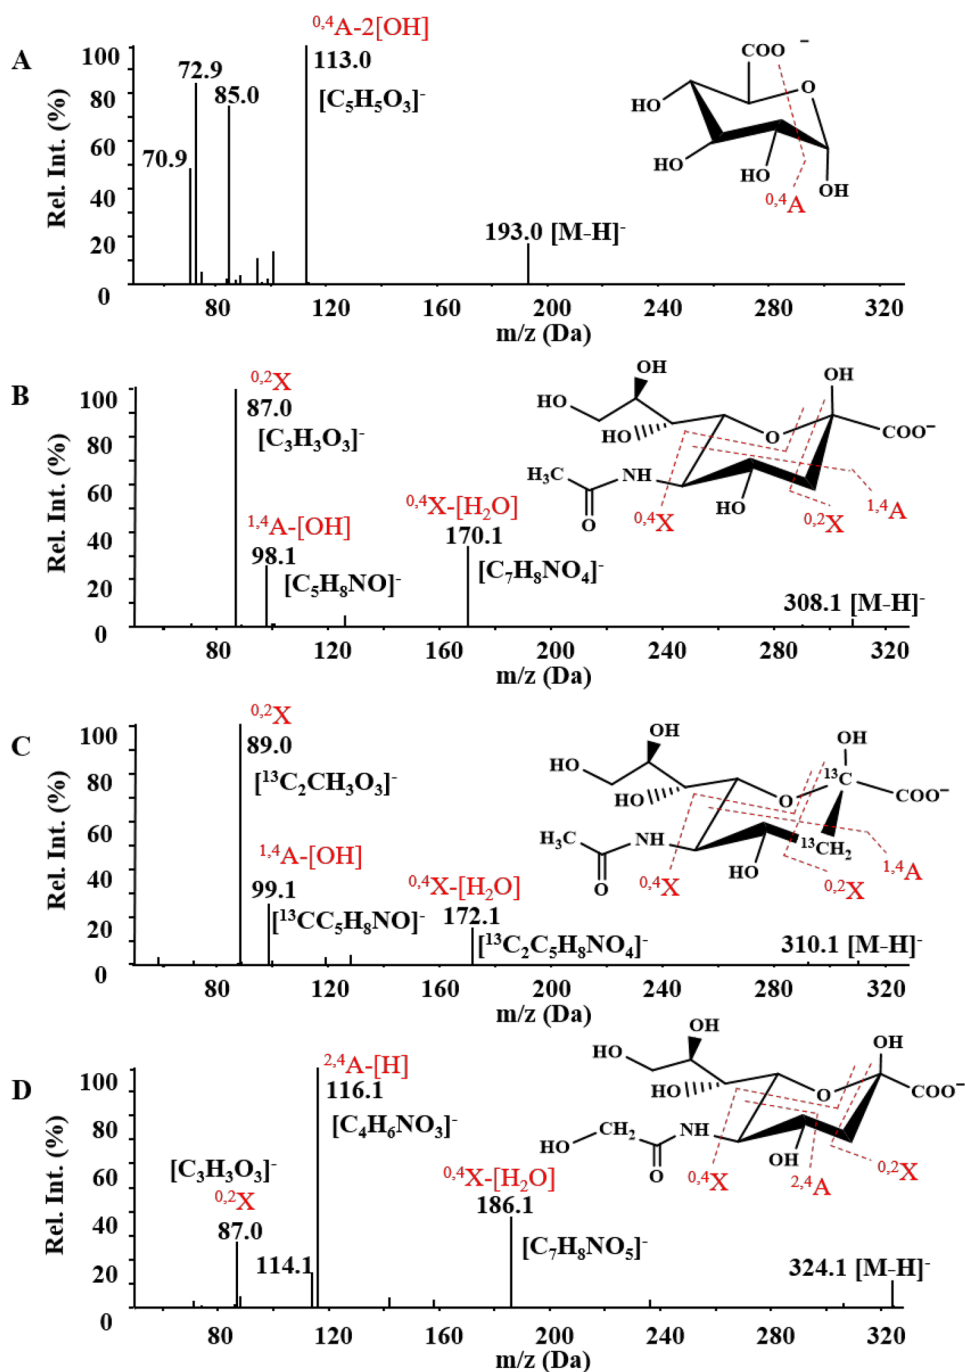 A
Rel. Int. (%)
100
80
60
40
20
0
⁰,⁴A-2[OH]
113.0
[C₅H₅O₃]⁻
72.9
85.0
70.9
193.0 [M-H]⁻
COO⁻
O
HO
HO
HO
OH
⁰,⁴A
80 120 160 200 240 260 320
m/z (Da)
B
Rel. Int. (%)
100
80
60
40
20
0
⁰,²X
87.0
[C₃H₃O₃]⁻
¹,⁴A-[OH]
98.1
[C₅H₈NO]⁻
⁰,⁴X-[H₂O]
170.1
[C₇H₈NO₄]⁻
308.1 [M-H]⁻
OH
OH
HO
HO
O
COO⁻
H₃C
NH
O
HO
⁰,⁴X
⁰,²X
¹,⁴A
80 120 160 200 240 280 320
m/z (Da)
C
Rel. Int. (%)
100
80
60
40
20
0
⁰,²X
89.0
[¹³C₂CH₃O₃]⁻
¹,⁴A-[OH]
99.1
[¹³CC₅H₈NO]⁻
⁰,⁴X-[H₂O]
172.1
[¹³C₂C₅H₈NO₄]⁻
310.1 [M-H]⁻
OH
OH
HO
HO
O
¹³C
COO⁻
¹³CH₂
H₃C
NH
O
HO
⁰,⁴X
⁰,²X
¹,⁴A
80 120 160 200 240 280 320
m/z (Da)
D
Rel. Int. (%)
100
80
60
40
20
0
²,⁴A-[H]
116.1
[C₄H₆NO₃]⁻
[C₃H₃O₃]⁻
⁰,²X
87.0
114.1
⁰,⁴X-[H₂O]
186.1
[C₇H₈NO₅]⁻
324.1 [M-H]⁻
OH
OH
HO
HO
O
COO⁻
HO
CH₂
NH
O
OH
⁰,⁴X
²,⁴A
⁰,²X
80 120 160 200 240 280 320
m/z (Da)